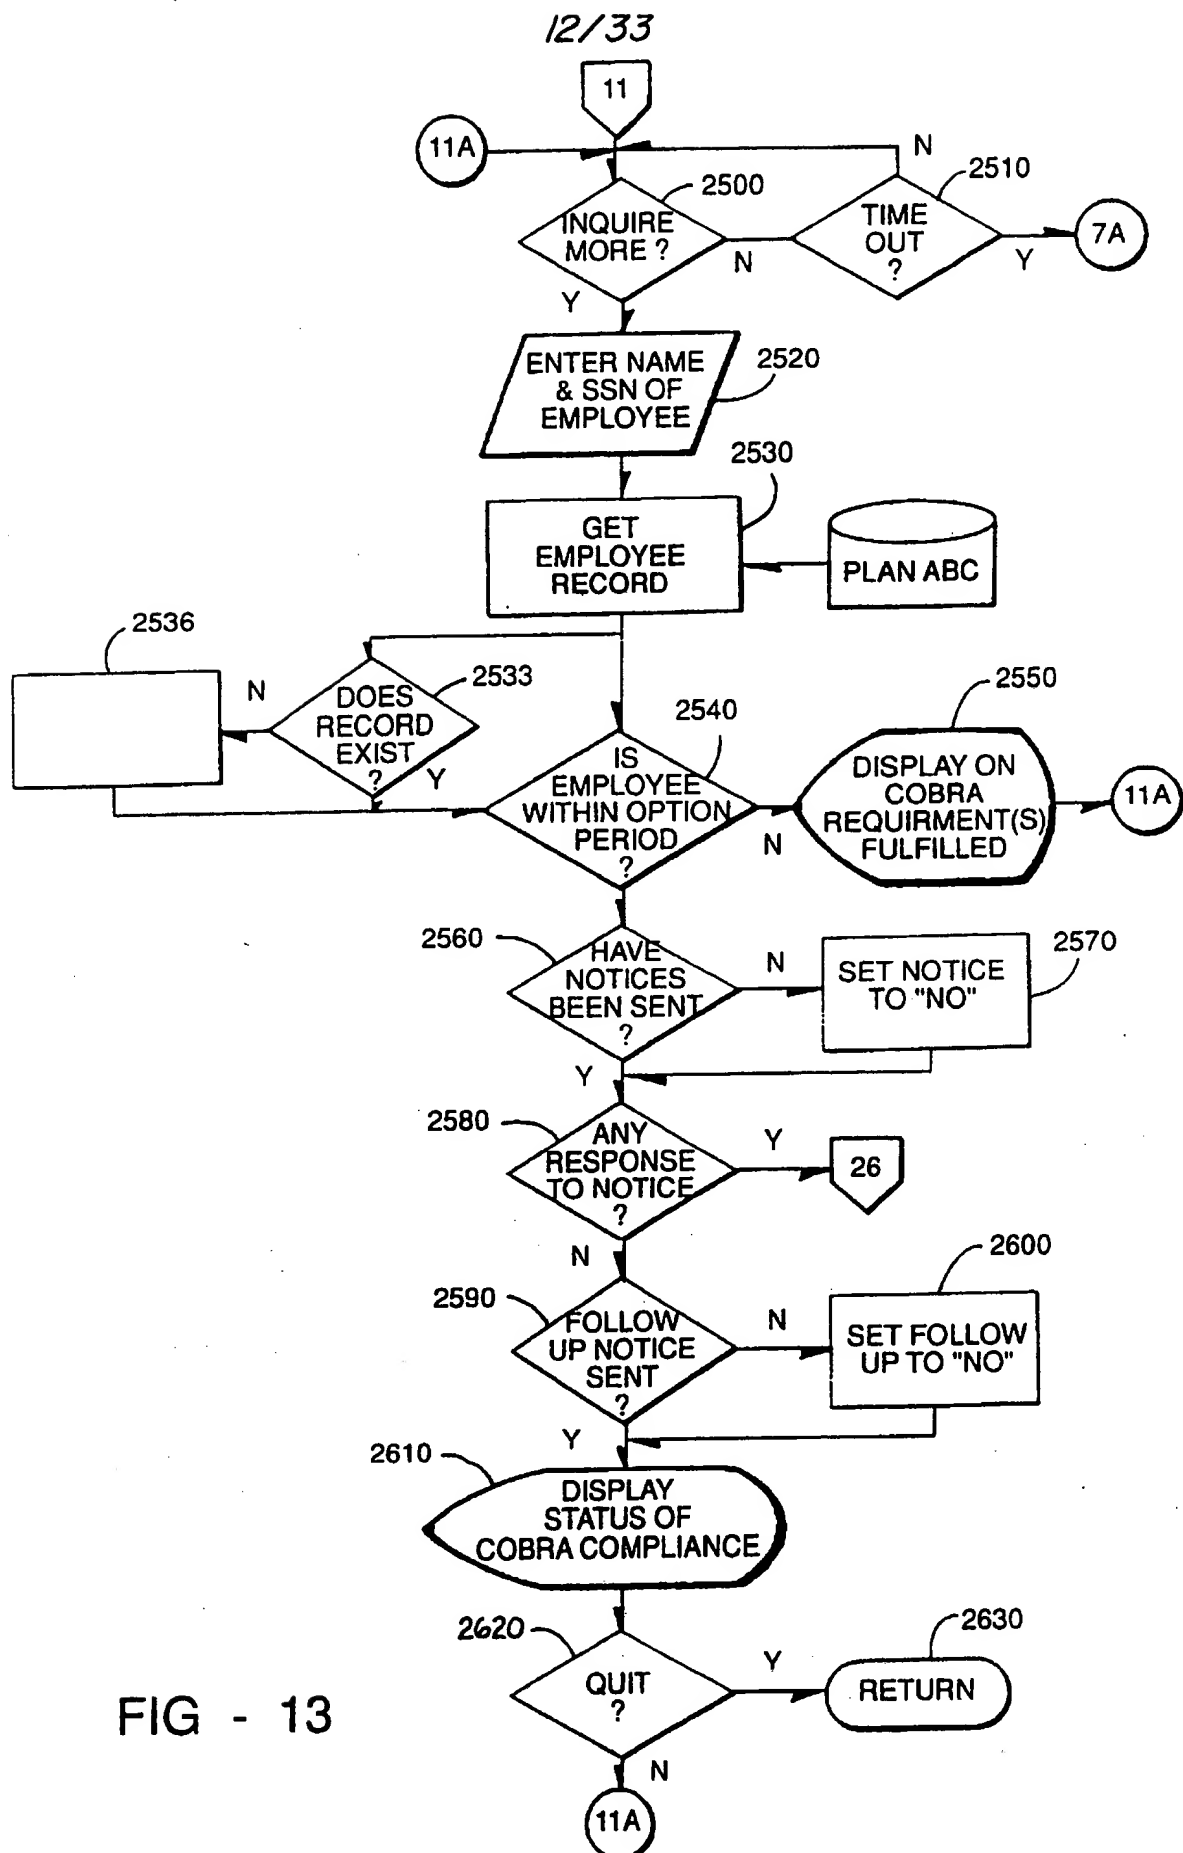 12/33
11
11A
N
2500
2510
INQUIRE
MORE ?
TIME
OUT
?
7A
N
Y
Y
ENTER NAME
& SSN OF
EMPLOYEE
2520
2530
GET
EMPLOYEE
RECORD
PLAN ABC
2536
N
2533
DOES
RECORD
EXIST
?
Y
2540
2550
IS
EMPLOYEE
WITHIN OPTION
PERIOD
?
N
DISPLAY ON
COBRA
REQUIRMENT(S)
FULFILLED
11A
2560
HAVE
NOTICES
BEEN SENT
?
N
2570
SET NOTICE
TO "NO"
Y
2580
ANY
RESPONSE
TO NOTICE
?
Y
26
N
2590
FOLLOW
UP NOTICE
SENT
?
N
2600
SET FOLLOW
UP TO "NO"
Y
2610
DISPLAY
STATUS OF
COBRA COMPLIANCE
2620
QUIT
?
Y
2630
RETURN
FIG - 13
N
11A